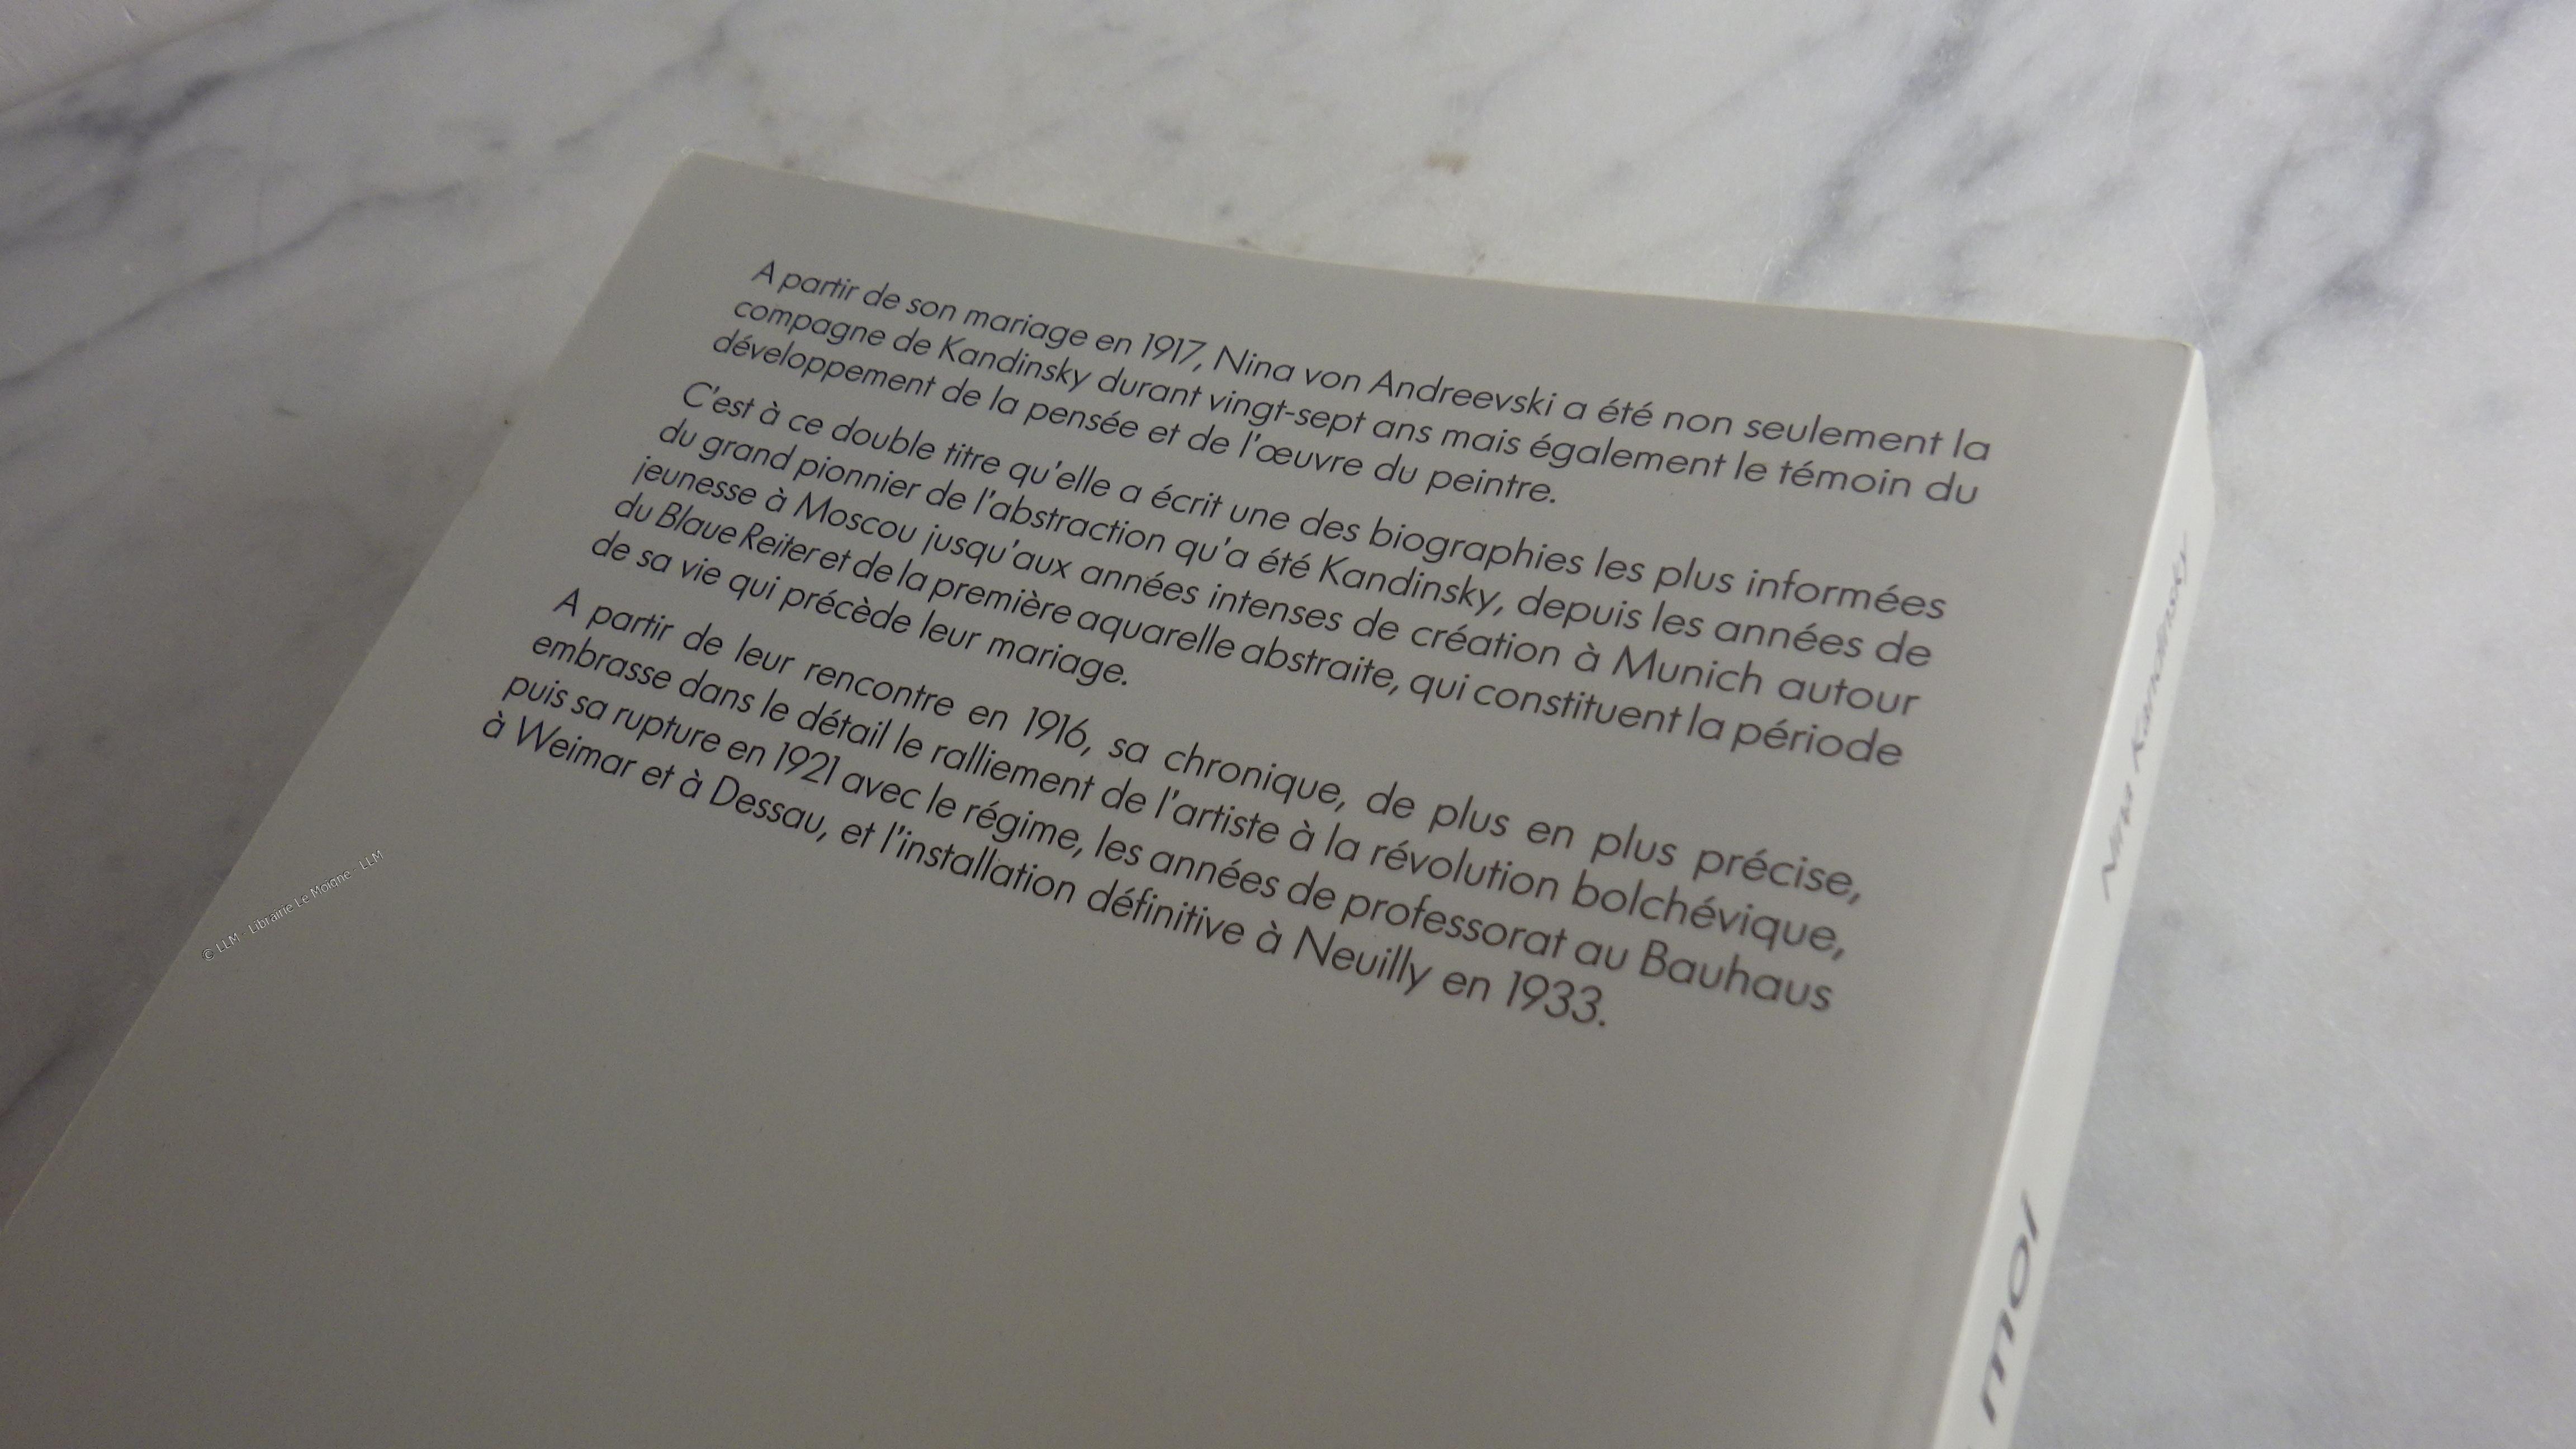 A partir de son mariage en 1917, Nina von Andreevski a été non seulement la
compagne de Kandinsky durant vingt-sept ans mais également le témoin du
développement de la pensée et de l'œuvre du peintre.
C'est à ce double titre qu'elle a écrit une des biographies les plus informées
du grand pionnier de l'abstraction qu'a été Kandinsky, depuis les années de
jeunesse à Moscou jusqu'aux années intenses de création à Munich autour
du Blaue Reiter et de la première aquarelle abstraite, qui constituent la période
de sa vie qui précède leur mariage.
A partir de leur rencontre en 1916, sa chronique, de plus en plus précise,
embrasse dans le détail le ralliement de l'artiste à la révolution bolchévique,
puis sa rupture en 1921 avec le régime, les années de professorat au Bauhaus
à Weimar et à Dessau, et l'installation définitive à Neuilly en 1933.
Nina Kandinsky
moi
© LLM - Librairie Le Moigne - LLM